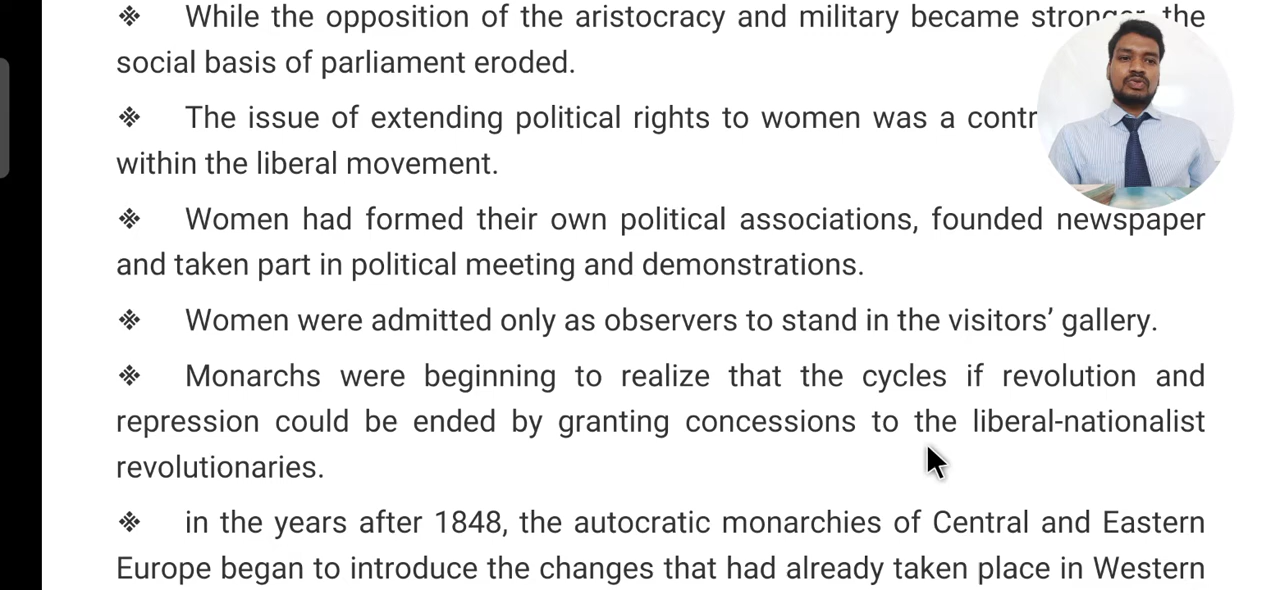 ❖ While the opposition of the aristocracy and military became stronger, the
social basis of parliament eroded.
❖ The issue of extending political rights to women was a
within the liberal movement.
❖ Women had formed their own political associations, founded newspaper
and taken part in political meeting and demonstrations.
❖ Women were admitted only as observers to stand in the visitors’ gallery.
❖ Monarchs were beginning to realize that the cycles if revolution and
repression could be ended by granting concessions to the liberal-nationalist
revolutionaries.
❖ in the years after 1848, the autocratic monarchies of Central and Eastern
Europe began to introduce the changes that had already taken place in Western